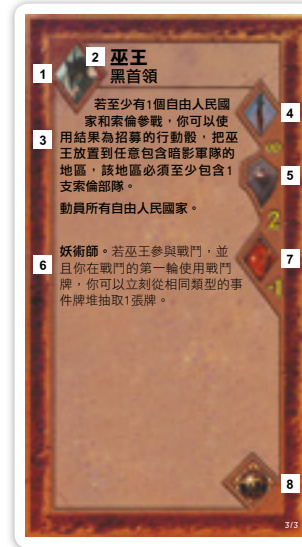 1
2
巫王
黑首領
3
若至少有1個自由人民國
家和索倫參戰，你可以使
用結果為招募的行動骰，把巫
王放置到任意包含暗影軍隊的
地區，該地區必須至少包含1
支索倫部隊。
動員所有自由人民國家。
6
妖術師。若巫王參與戰鬥，並
且你在戰鬥的第一輪使用戰鬥
牌，你可以立刻從相同類型的事
件牌堆抽取1張牌。
4
∞
5
2
7
-1
8
3/3